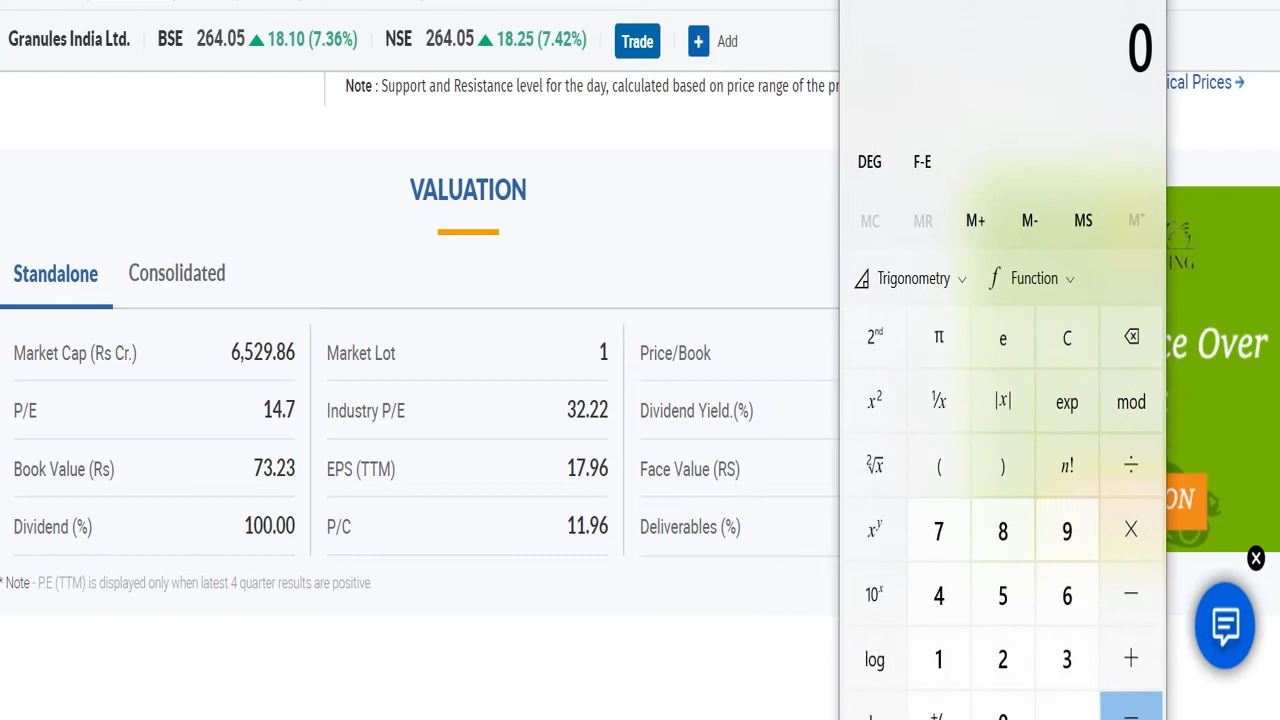 Granules India Ltd. BSE 264.05 ▲ 18.10 (7.36%) NSE 264.05 ▲ 18.25 (7.42%) Trade + Add
Note : Support and Resistance level for the day, calculated based on price range of the
ical Prices →
VALUATION
Standalone Consolidated
Market Cap (Rs Cr.) 6,529.86 Market Lot 1 Price/Book
P/E 14.7 Industry P/E 32.22 Dividend Yield.(%)
Book Value (Rs) 73.23 EPS (TTM) 17.96 Face Value (RS)
Dividend (%) 100.00 P/C 11.96 Deliverables (%)
* Note - P.E (TTM) is displayed only when latest 4 quarter results are positive.
0
DEG F-E
MC MR M+ M- MS M˅
Trigonometry f Function
2nd π e C
x² ¹/x |x| exp mod
²√x ( ) n! ÷
xʸ 7 8 9 ×
10ˣ 4 5 6 −
log 1 2 3 +
ING
ce Over
ON
X